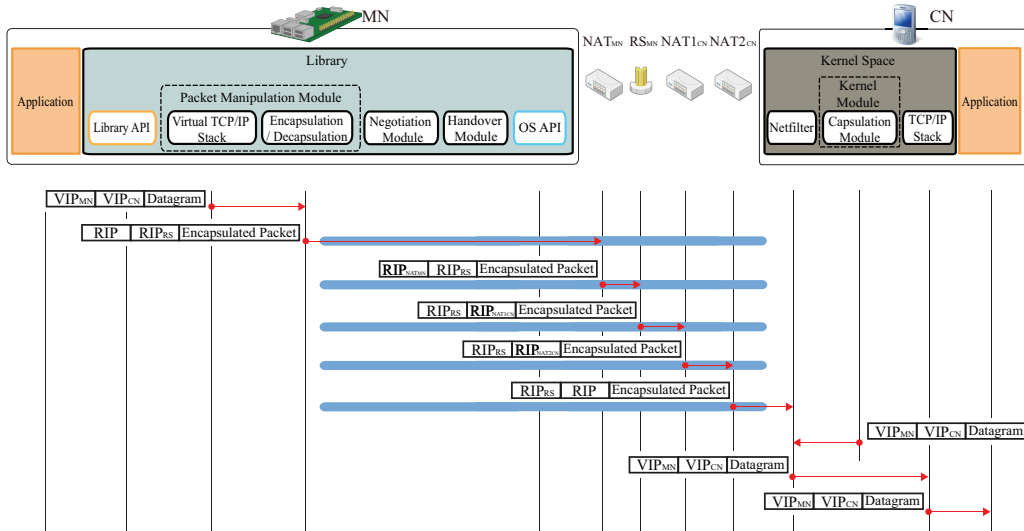 MN
CN
NATMN RSMN NAT1CN NAT2CN
Library
Kernel Space
Application
Packet Manipulation Module
Kernel
Module
Application
Library API
Virtual TCP/IP
Stack
Encapsulation
/ Decapsulation
Negotiation
Module
Handover
Module
OS API
Netfilter
Capsulation
Module
TCP/IP
Stack
VIPMN VIPCN Datagram
RIP RIPRS Encapsulated Packet
RIPNATMN RIPRS Encapsulated Packet
RIPRS RIPNAT1CN Encapsulated Packet
RIPRS RIPNAT2CN Encapsulated Packet
RIPRS RIP Encapsulated Packet
VIPMN VIPCN Datagram
VIPMN VIPCN Datagram
VIPMN VIPCN Datagram